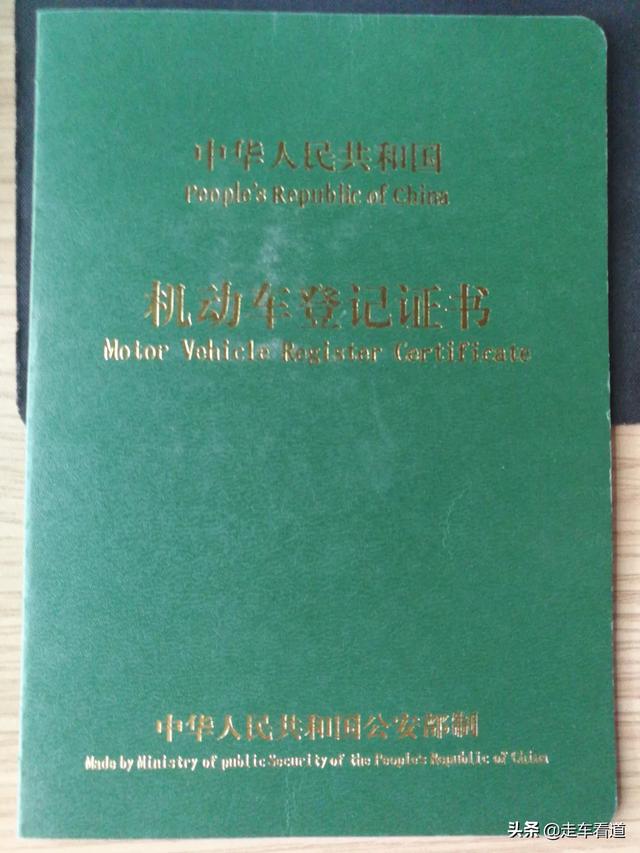 中华人民共和国
People's Republic of China
机动车登记证书
Motor Vehicle Register Certificate
中华人民共和国公安部制
Made by Ministry of public Security of the People's Republic of China
头条 @走车看道